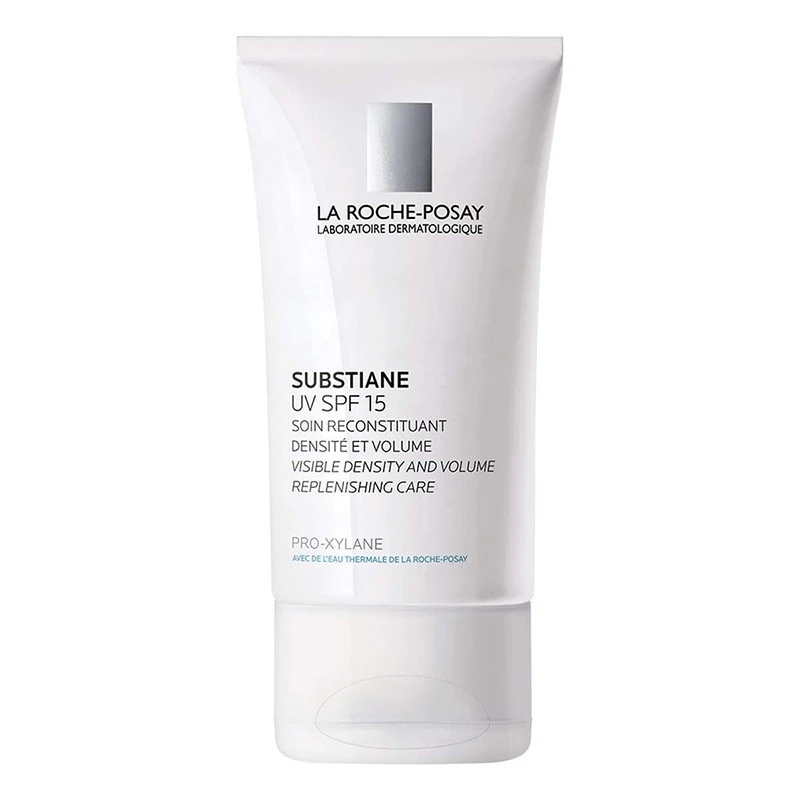 LA ROCHE-POSAY
LABORATOIRE DERMATOLOGIQUE
SUBSTIANE
UV SPF 15
SOIN RECONSTITUANT
DENSITÉ ET VOLUME
VISIBLE DENSITY AND VOLUME
REPLENISHING CARE
PRO-XYLANE
AVEC DE L'EAU THERMALE DE LA ROCHE-POSAY